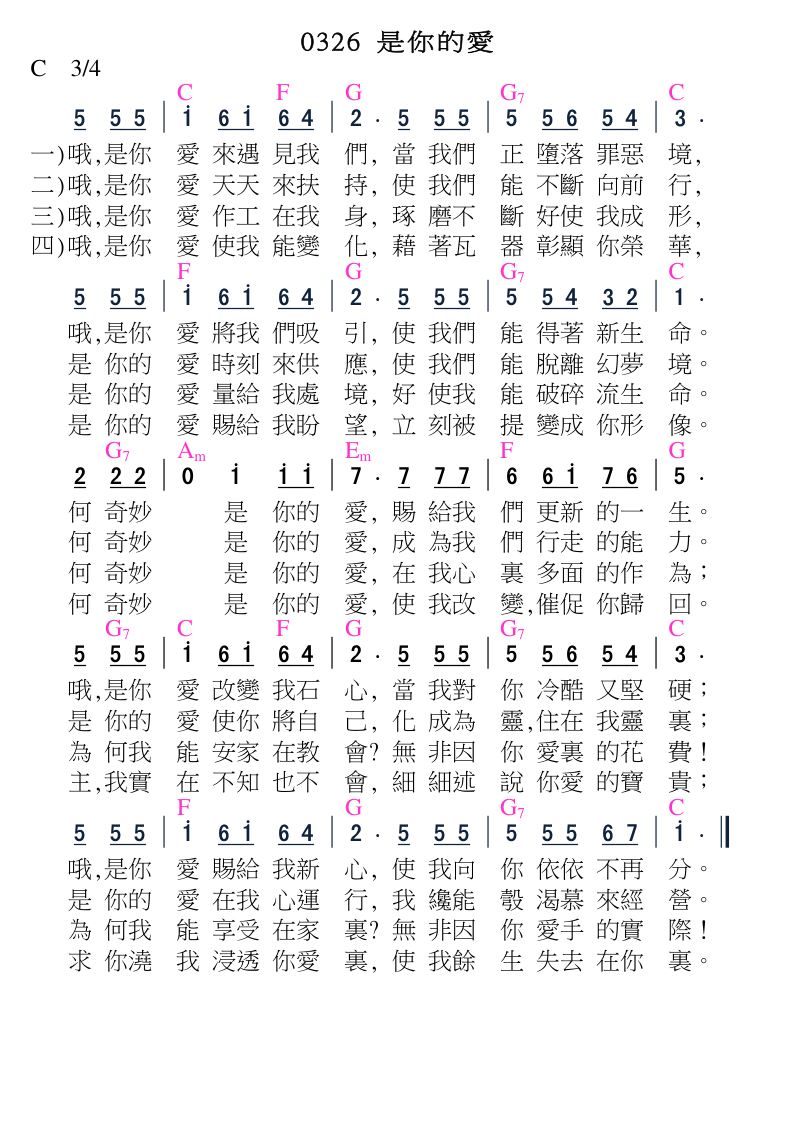 0326 是你的愛
C 3/4
C F G G7 C
5 5 5 | i 6 i 6 4 | 2 · 5 5 5 | 5 5 6 5 4 | 3 ·
一)哦,是你 愛 來遇 見我 們, 當 我們 正 墮落 罪惡 境,
二)哦,是你 愛 天天 來扶 持, 使 我們 能 不斷 向前 行,
三)哦,是你 愛 作工 在我 身, 琢 磨不 斷 好使 我成 形,
四)哦,是你 愛 使我 能變 化, 藉 著瓦 器 彰顯 你榮 華,
F G G7 C
5 5 5 | i 6 i 6 4 | 2 · 5 5 5 | 5 5 4 3 2 | 1 ·
哦,是你 愛 將我 們吸 引, 使 我們 能 得著 新生 命。
是 你的 愛 時刻 來供 應, 使 我們 能 脫離 幻夢 境。
是 你的 愛 量給 我處 境, 好 使我 能 破碎 流生 命。
是 你的 愛 賜給 我盼 望, 立 刻被 提 變成 你形 像。
G7 Am Em F G
2 2 2 | 0 i i i | 7 · 7 7 7 | 6 6 i 7 6 | 5 ·
何 奇妙 是 你的 愛, 賜 給我 們 更新 的一 生。
何 奇妙 是 你的 愛, 成 為我 們 行走 的能 力。
何 奇妙 是 你的 愛, 在 我心 裏 多面 的作 為;
何 奇妙 是 你的 愛, 使 我改 變,催促 你歸 回。
G7 C F G G7 C
5 5 5 | i 6 i 6 4 | 2 · 5 5 5 | 5 5 6 5 4 | 3 ·
哦,是你 愛 改變 我石 心, 當 我對 你 冷酷 又堅 硬;
是 你的 愛 使你 將自 己, 化 成為 靈,住在 我靈 裏;
為 何我 能 安家 在教 會? 無 非因 你 愛裏 的花 費!
主,我實 在 不知 也不 會, 細 細述 說 你愛 的寶 貴;
F G G7 C
5 5 5 | i 6 i 6 4 | 2 · 5 5 5 | 5 5 5 6 7 | i · ‖
哦,是你 愛 賜給 我新 心, 使 我向 你 依依 不再 分。
是 你的 愛 在我 心運 行, 我 纔能 彀 渴慕 來經 營。
為 何我 能 享受 在家 裏? 無 非因 你 愛手 的實 際!
求 你澆 我 浸透 你愛 裏, 使 我餘 生 失去 在你 裏。